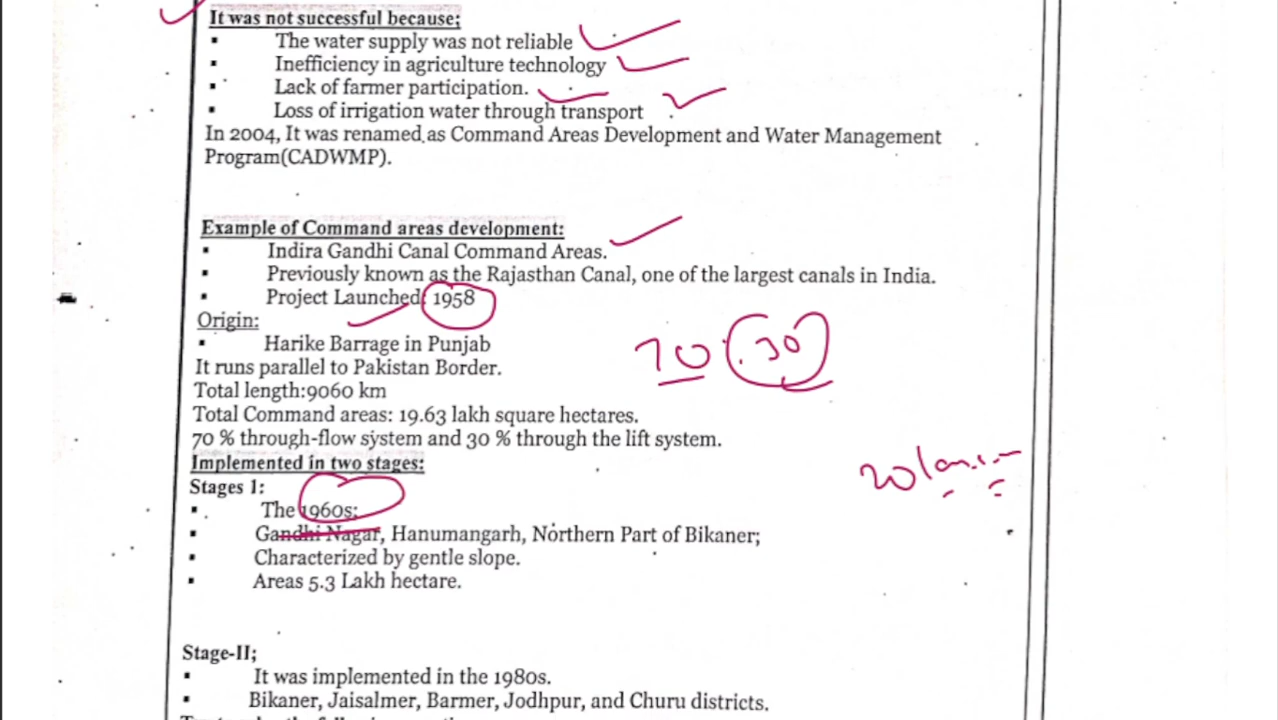 It was not successful because;
▪ The water supply was not reliable
▪ Inefficiency in agriculture technology
▪ Lack of farmer participation.
▪ Loss of irrigation water through transport
In 2004, It was renamed as Command Areas Development and Water Management
Program(CADWMP).
Example of Command areas development:
▪ Indira Gandhi Canal Command Areas.
▪ Previously known as the Rajasthan Canal, one of the largest canals in India.
▪ Project Launched: 1958
Origin:
▪ Harike Barrage in Punjab
70 30
It runs parallel to Pakistan Border.
Total length:9060 km
Total Command areas: 19.63 lakh square hectares.
70 % through-flow system and 30 % through the lift system.
Implemented in two stages:
Stages 1:
▪ The 1960s:
▪ Gandhi Nagar, Hanumangarh, Northern Part of Bikaner;
▪ Characterized by gentle slope.
▪ Areas 5.3 Lakh hectare.
Stage-II;
▪ It was implemented in the 1980s.
▪ Bikaner, Jaisalmer, Barmer, Jodhpur, and Churu districts.